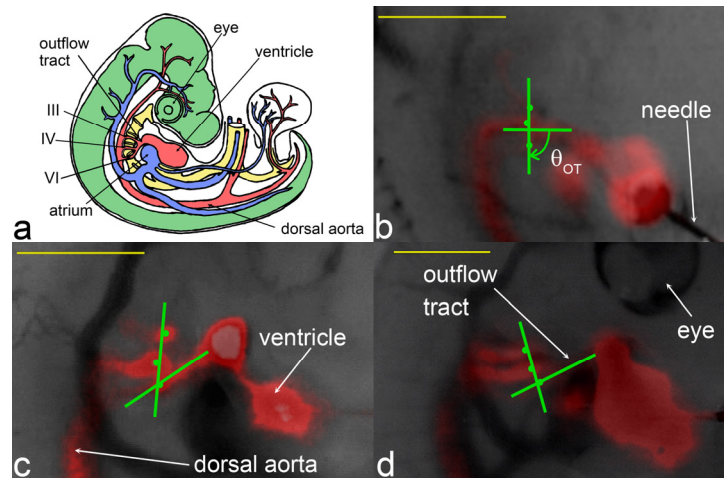 eye
outflow
tract
ventricle
III
IV
VI
atrium
dorsal aorta
a
needle
θOT
b
ventricle
dorsal aorta
c
outflow
tract
eye
d